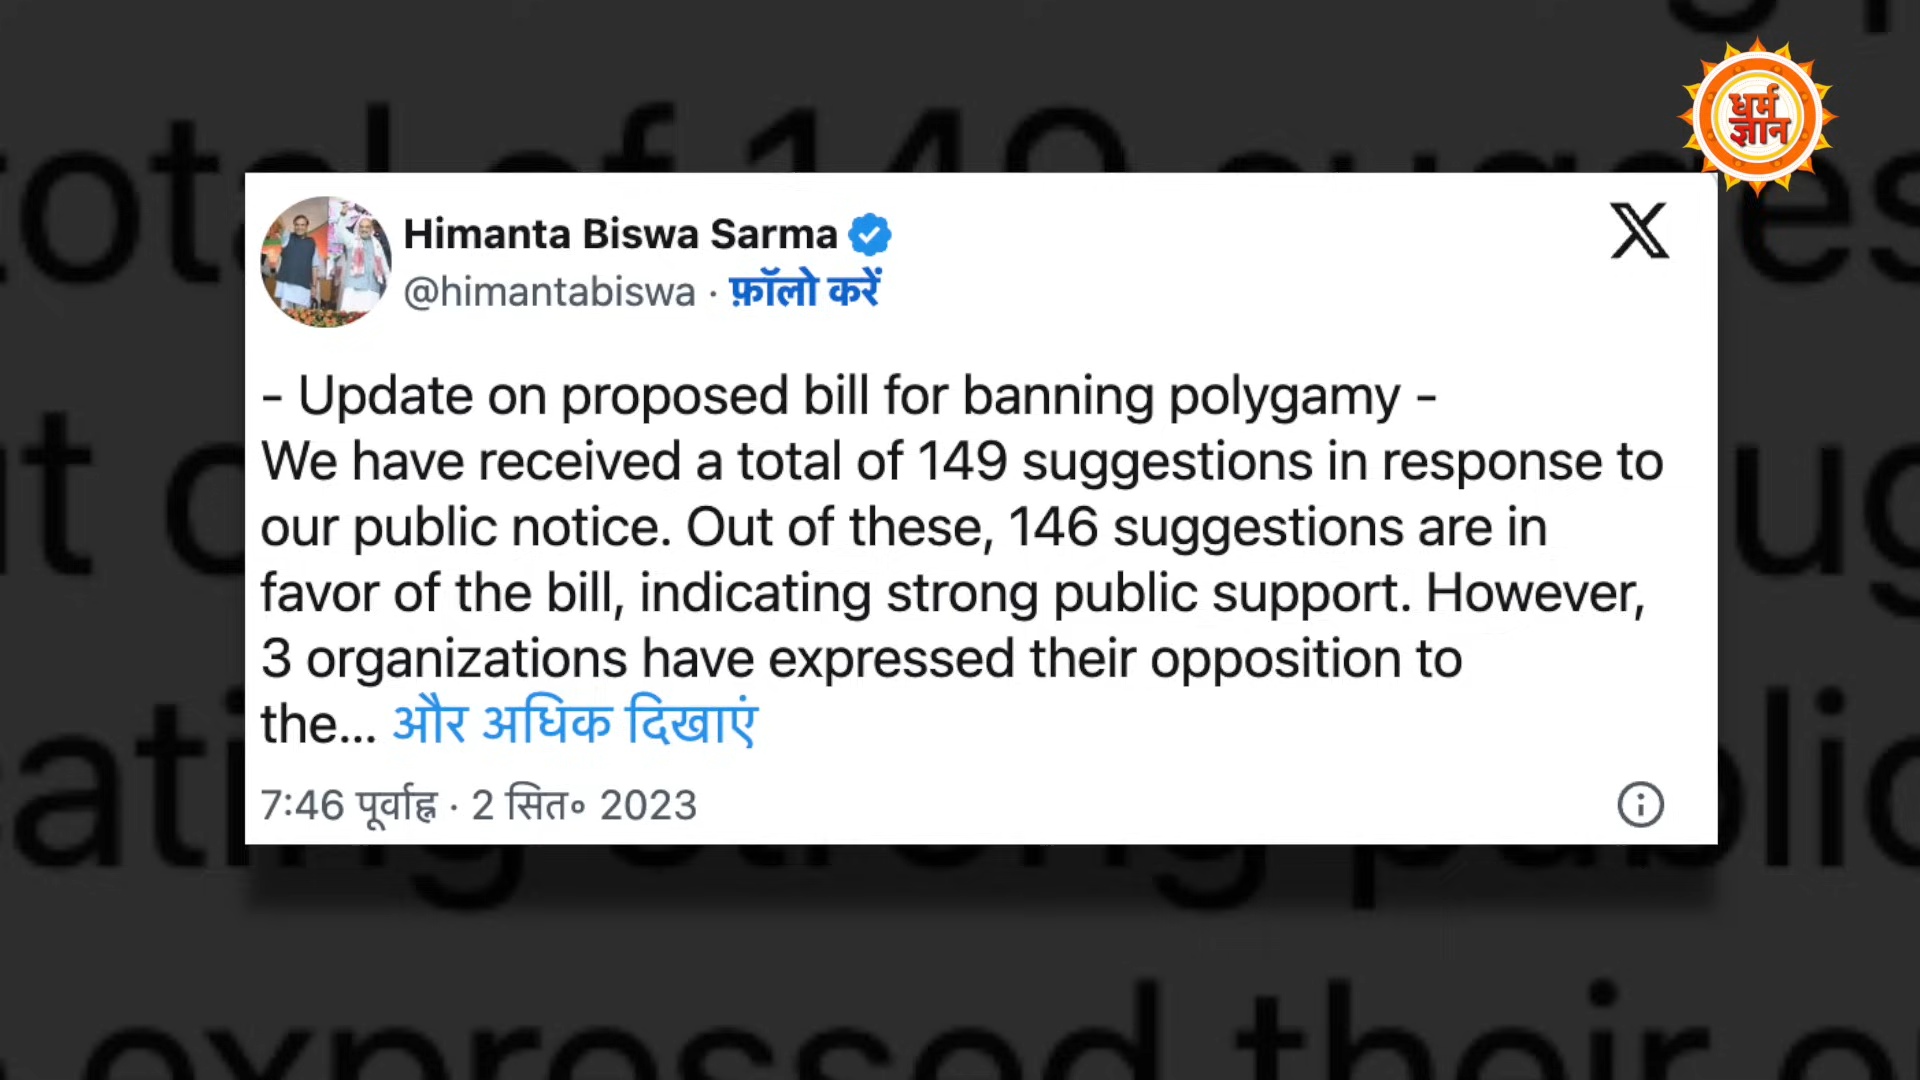 धर्म
ज्ञान
Himanta Biswa Sarma
@himantabiswa · फ़ॉलो करें
- Update on proposed bill for banning polygamy -
We have received a total of 149 suggestions in response to
our public notice. Out of these, 146 suggestions are in
favor of the bill, indicating strong public support. However,
3 organizations have expressed their opposition to
the... और अधिक दिखाएं
7:46 पूर्वाह्न · 2 सित॰ 2023